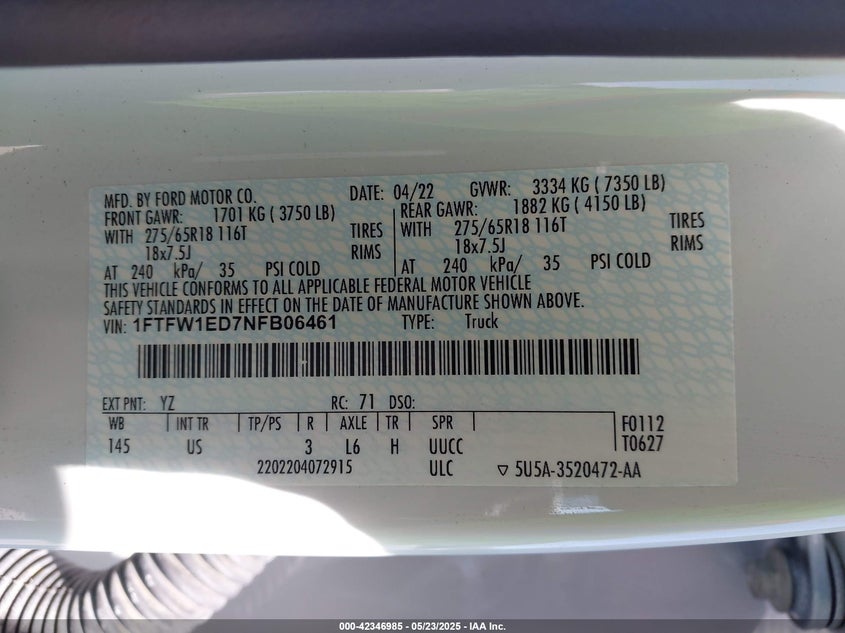 MFD. BY FORD MOTOR CO. DATE: 04/22 GVWR: 3334 KG ( 7350 LB)
FRONT GAWR: 1701 KG ( 3750 LB) REAR GAWR: 1882 KG ( 4150 LB)
WITH 275/65R18 116T TIRES WITH 275/65R18 116T TIRES
18x7.5J RIMS 18x7.5J RIMS
AT 240 kPa/ 35 PSI COLD AT 240 kPa/ 35 PSI COLD
THIS VEHICLE CONFORMS TO ALL APPLICABLE FEDERAL MOTOR VEHICLE
SAFETY STANDARDS IN EFFECT ON THE DATE OF MANUFACTURE SHOWN ABOVE.
VIN: 1FTFW1ED7NFB06461 TYPE: Truck
EXT PNT: YZ RC: 71 DSO:
WB INT TR TP/PS R AXLE TR SPR F0112
145 US 3 L6 H UUCC T0627
2202204072915 ULC ▽ 5U5A-3520472-AA
000-42346985 - 05/23/2025 - IAA Inc.